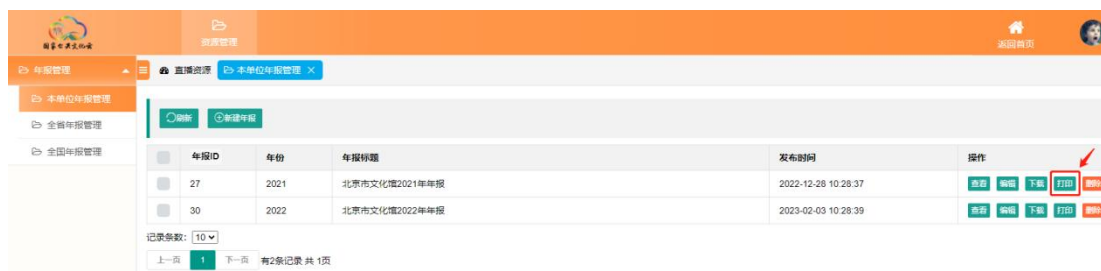 国家公共文化云
资源管理
返回首页
年报管理
直播资源 本单位年报管理 ×
本单位年报管理
全省年报管理
全国年报管理
刷新 新建年报
年报ID 年份 年报标题 发布时间 操作
27 2021 北京市文化馆2021年年报 2022-12-28 10:28:37 查看 编辑 下载 打印 删除
30 2022 北京市文化馆2022年年报 2023-02-03 10:28:39 查看 编辑 下载 打印 删除
记录条数: 10
上一页 1 下一页 有2条记录 共 1页